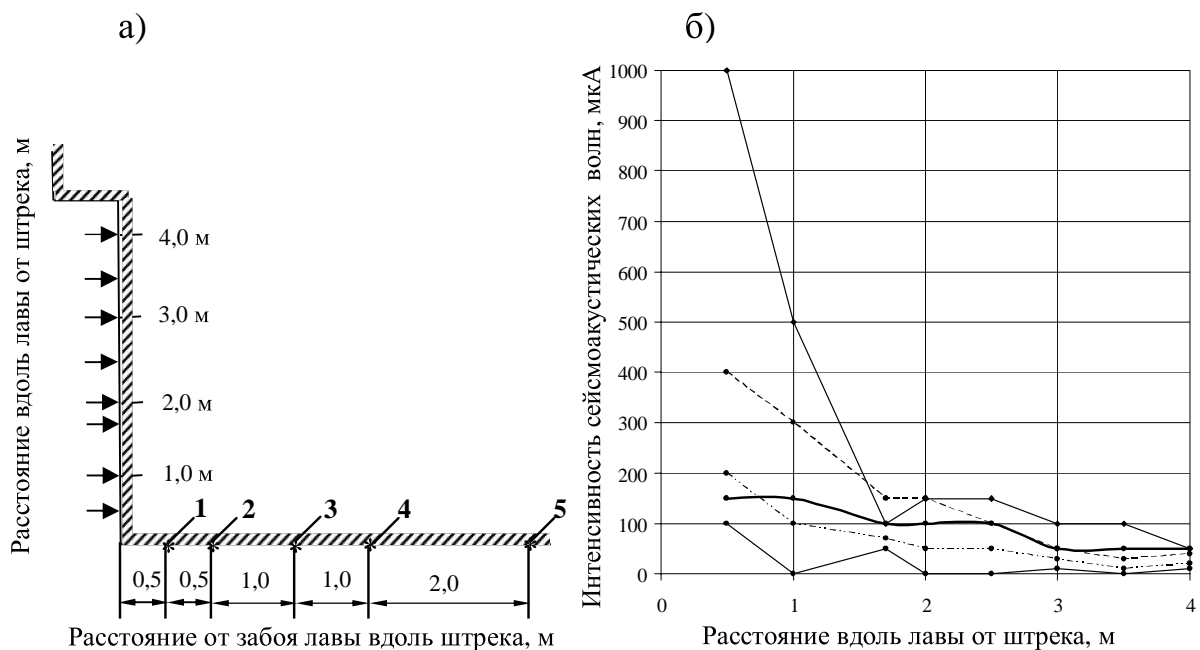 а)
Расстояние вдоль лавы от штрека, м
4,0 м
3,0 м
2,0 м
1,0 м
1
2
3
4
5
0,5
0,5
1,0
1,0
2,0
Расстояние от забоя лавы вдоль штрека, м
б)
Интенсивность сейсмоакустических волн, мкА
1000
900
800
700
600
500
400
300
200
100
0
0
1
2
3
4
Расстояние вдоль лавы от штрека, м